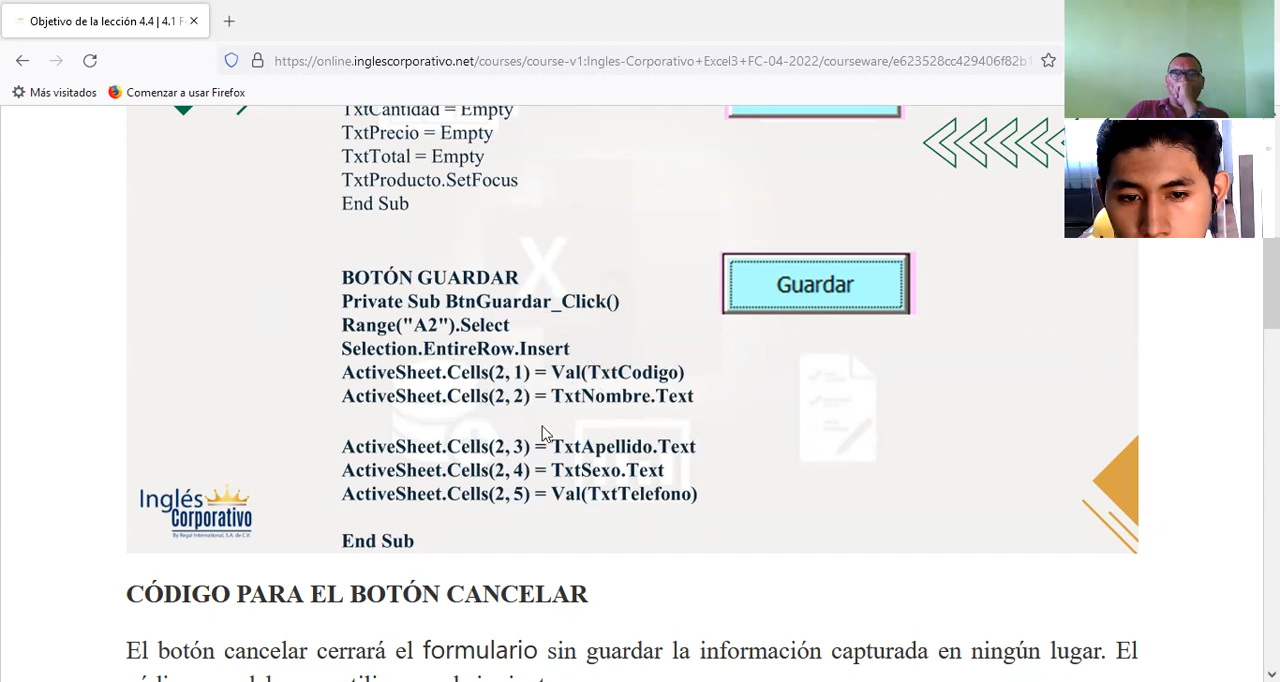 Objetivo de la lección 4.4 | 4.1 F
https://online.inglescorporativo.net/courses/course-v1:Ingles-Corporativo+Excel3+FC-04-2022/courseware/e623528cc429406f82b1
Más visitados
Comenzar a usar Firefox
TxtCantidad = Empty
TxtPrecio = Empty
TxtTotal = Empty
TxtProducto.SetFocus
End Sub
BOTÓN GUARDAR
Private Sub BtnGuardar_Click()
Range("A2").Select
Selection.EntireRow.Insert
ActiveSheet.Cells(2, 1) = Val(TxtCodigo)
ActiveSheet.Cells(2, 2) = TxtNombre.Text
ActiveSheet.Cells(2, 3) = TxtApellido.Text
ActiveSheet.Cells(2, 4) = TxtSexo.Text
ActiveSheet.Cells(2, 5) = Val(TxtTelefono)
End Sub
Guardar
Inglés
Corporativo
By Regal International, S.A. de C.V.
CÓDIGO PARA EL BOTÓN CANCELAR
El botón cancelar cerrará el formulario sin guardar la información capturada en ningún lugar. El